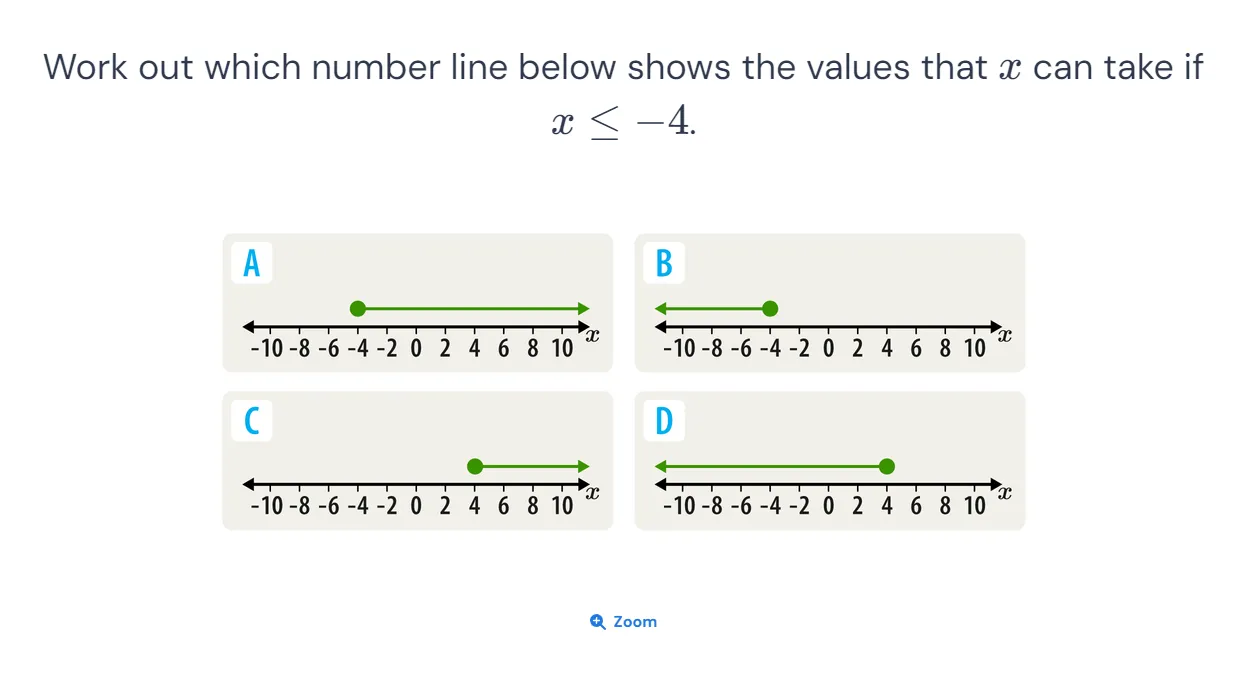 Work out which number line below shows the values that x can take if
x ≤ −4.
A
x
-10 -8 -6 -4 -2 0 2 4 6 8 10
B
x
-10 -8 -6 -4 -2 0 2 4 6 8 10
C
x
-10 -8 -6 -4 -2 0 2 4 6 8 10
D
x
-10 -8 -6 -4 -2 0 2 4 6 8 10
Zoom